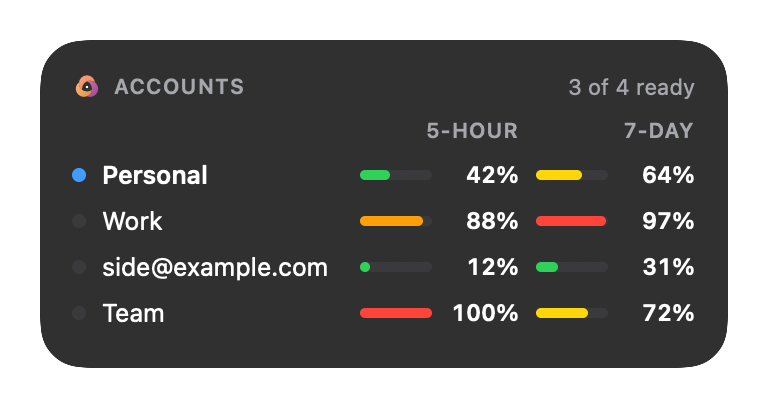 ACCOUNTS 3 of 4 ready
5-HOUR 7-DAY
Personal 42% 64%
Work 88% 97%
side@example.com 12% 31%
Team 100% 72%